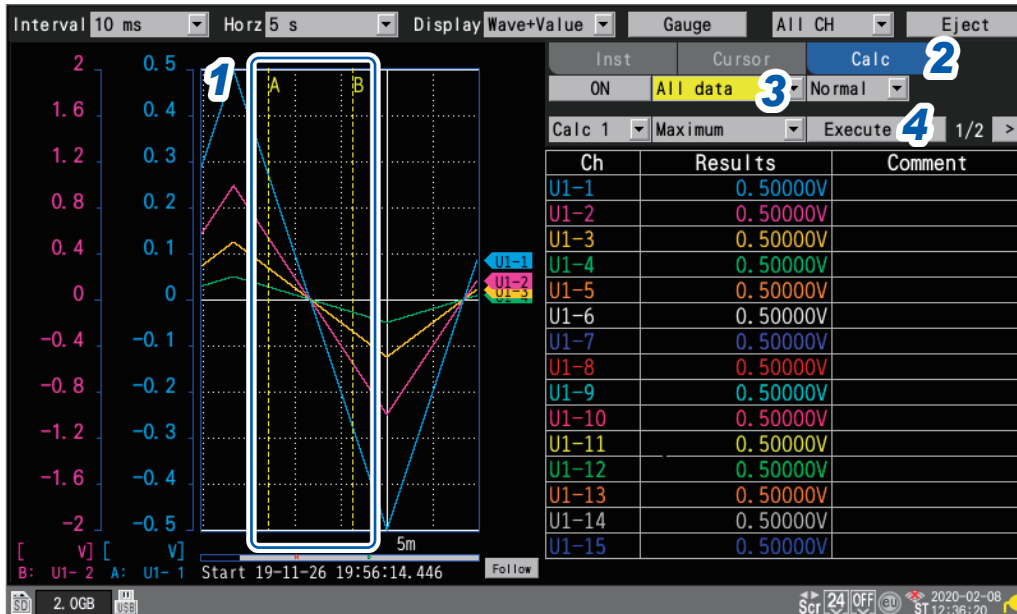 Interval 10 ms Horz 5 s Display Wave+Value Gauge All CH Eject
Inst Cursor Calc 2
ON All data 3 Normal
Calc 1 Maximum Execute 4 1/2 >
Ch Results Comment
U1-1 0.50000V
U1-2 0.50000V
U1-3 0.50000V
U1-4 0.50000V
U1-5 0.50000V
U1-6 0.50000V
U1-7 0.50000V
U1-8 0.50000V
U1-9 0.50000V
U1-10 0.50000V
U1-11 0.50000V
U1-12 0.50000V
U1-13 0.50000V
U1-14 0.50000V
U1-15 0.50000V
1
A B
2 0.5
1.6 0.4
1.2 0.3
0.8 0.2
0.4 0.1
0 0
-0.4 -0.1
-0.8 -0.2
-1.2 -0.3
-1.6 -0.4
-2 -0.5
U1-1
U1-2
U1-3
5m
[ V] [ V]
B: U1- 2 A: U1- 1 Start 19-11-26 19:56:14.446 Follow
SD 2.0GB USB Scr 24 OFF eu ST 2020-02-08
12:36:20